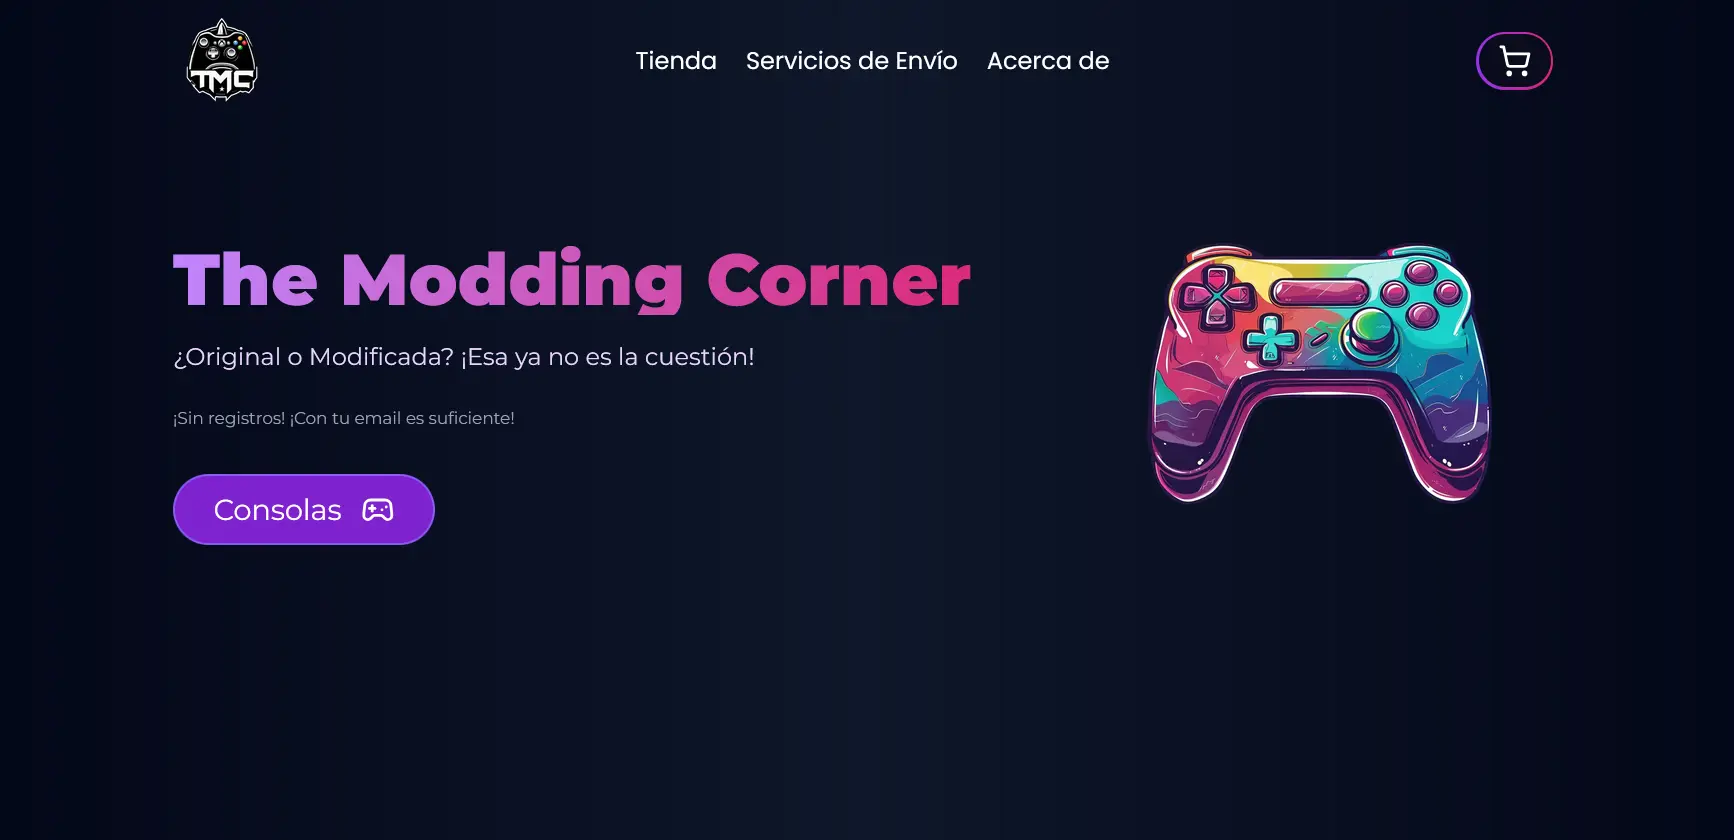 TMC
Tienda
Servicios de Envío
Acerca de
The Modding Corner
¿Original o Modificada? ¡Esa ya no es la cuestión!
¡Sin registros! ¡Con tu email es suficiente!
Consolas